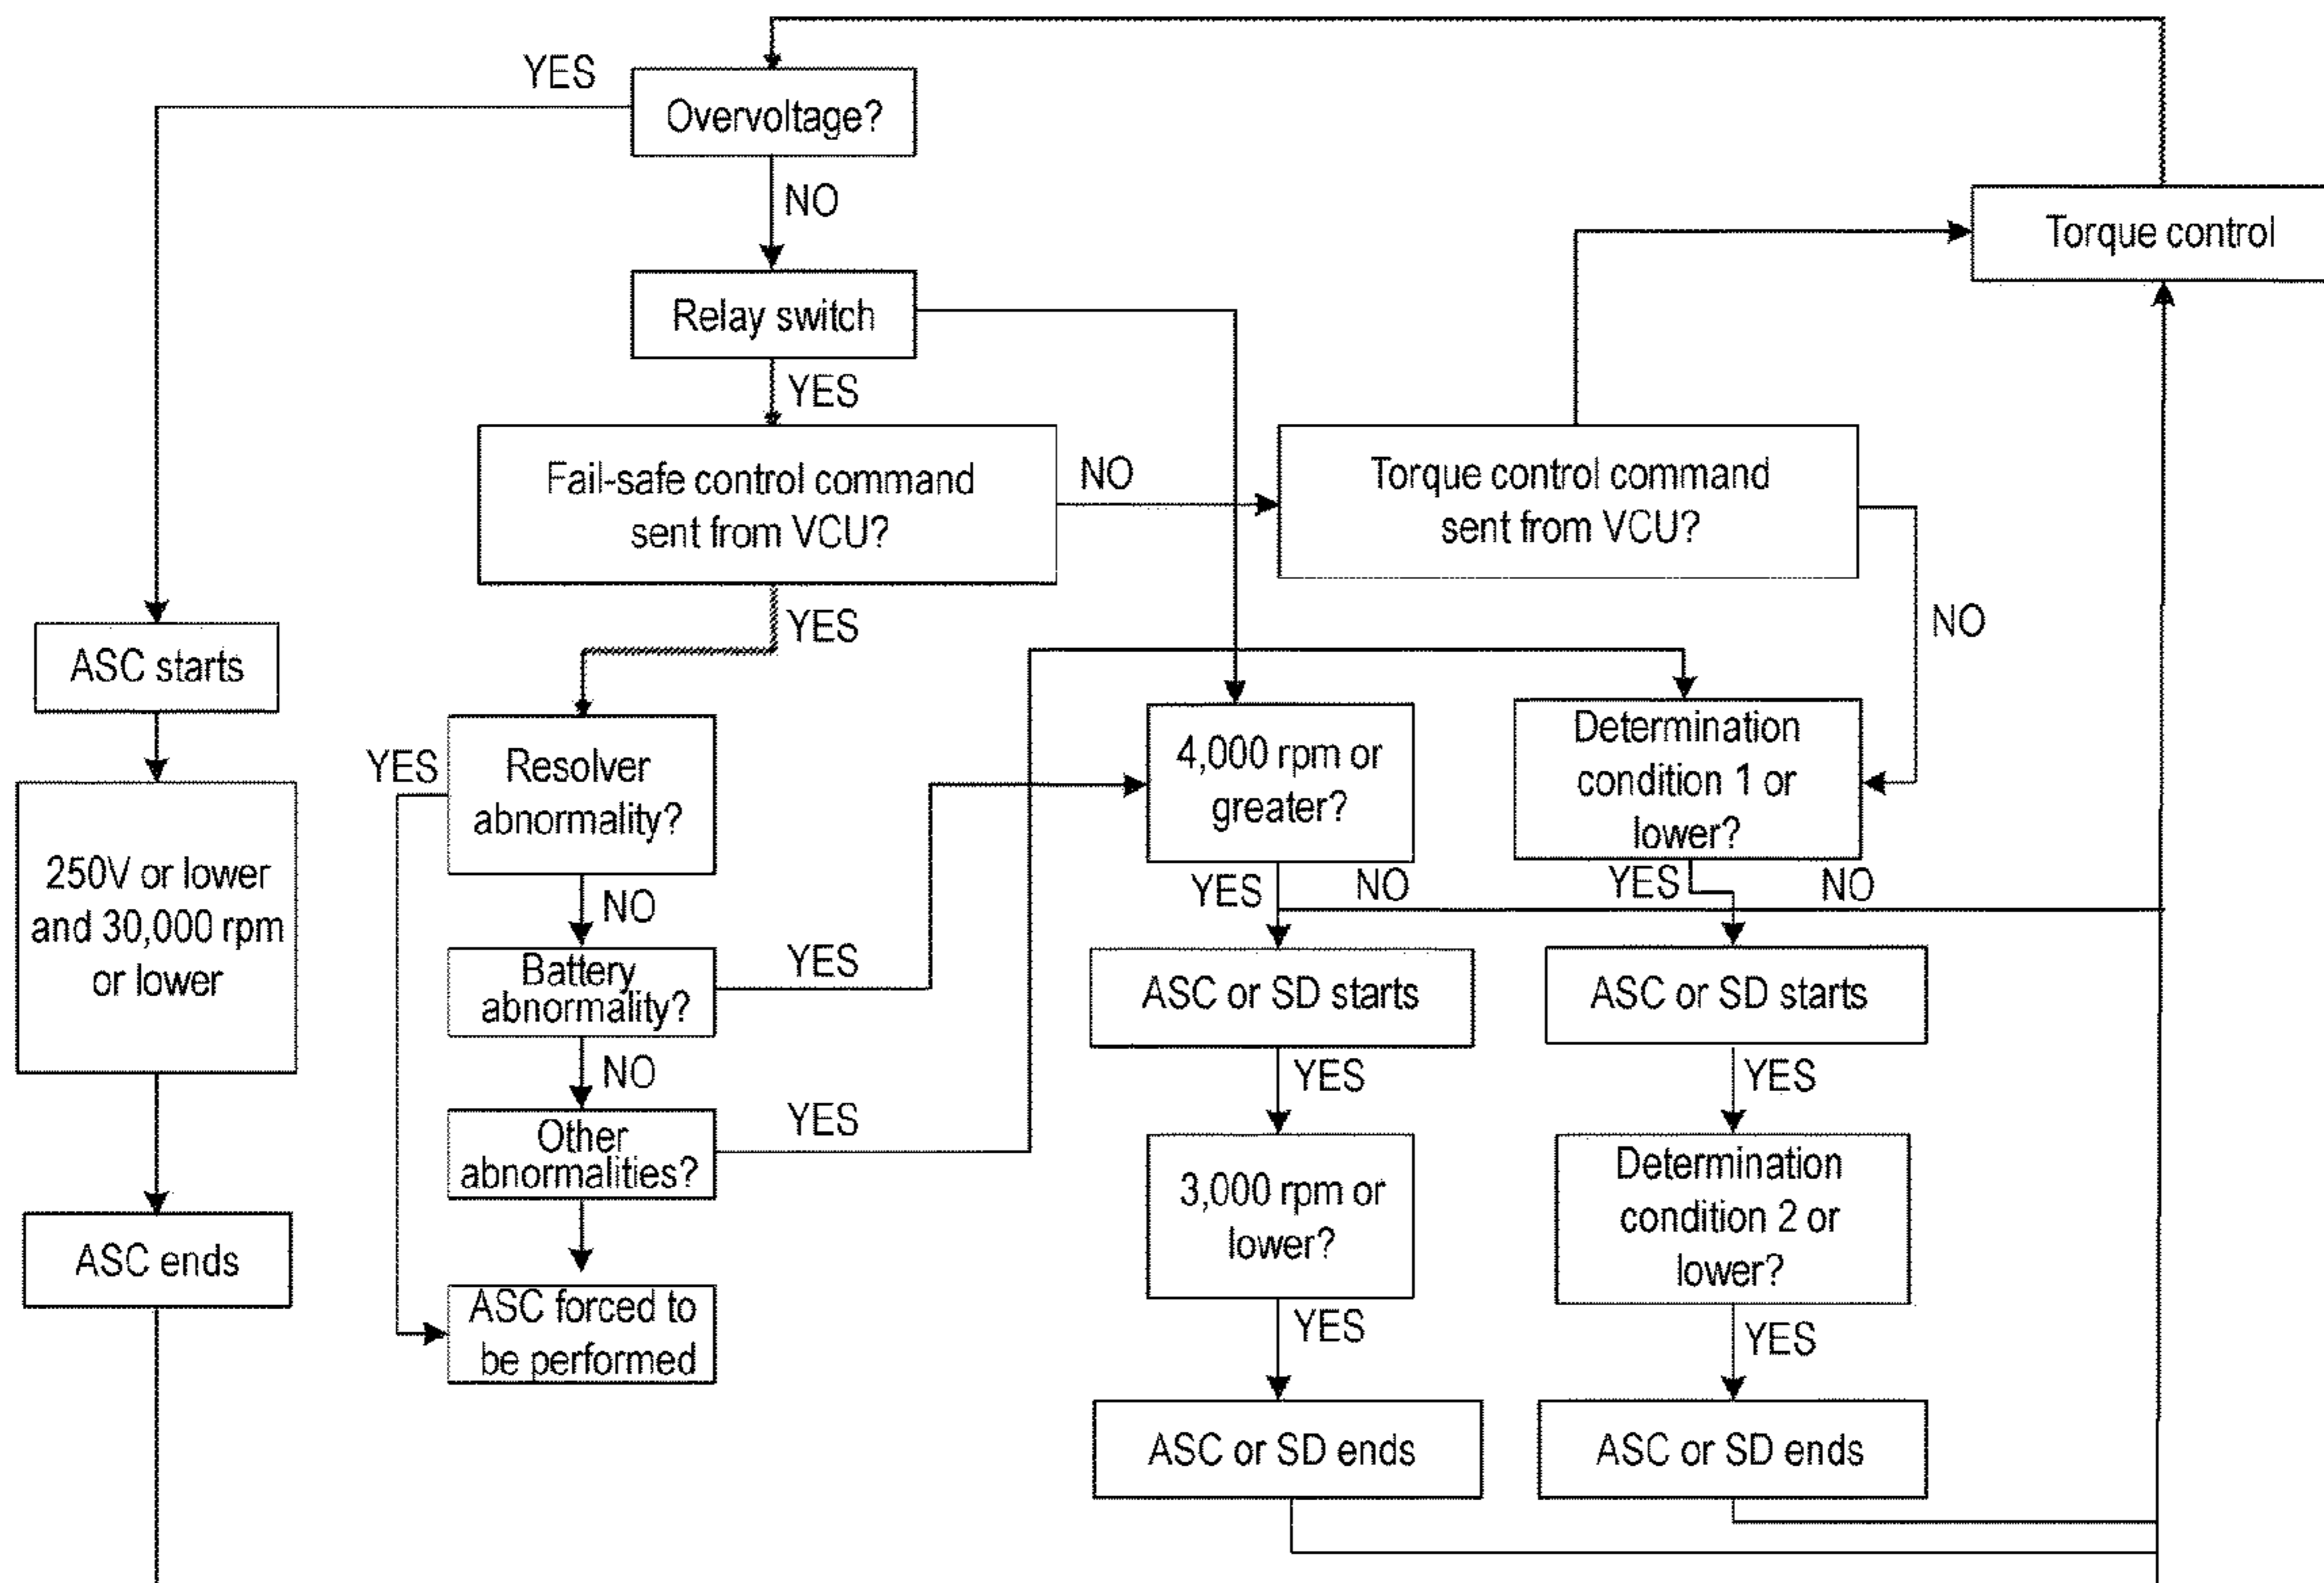 YES
Overvoltage?
NO
Torque control
Relay switch
YES
Fail-safe control command
sent from VCU?
NO
Torque control command
sent from VCU?
YES
NO
ASC starts
YES
Resolver
abnormality?
4,000 rpm or
greater?
Determination
condition 1 or
lower?
250V or lower
and 30,000 rpm
or lower
NO
YES
NO
YES
NO
Battery
abnormality?
YES
ASC or SD starts
ASC or SD starts
NO
YES
YES
YES
Other
abnormalities?
3,000 rpm or
lower?
Determination
condition 2 or
lower?
ASC ends
ASC forced to
be performed
YES
YES
ASC or SD ends
ASC or SD ends